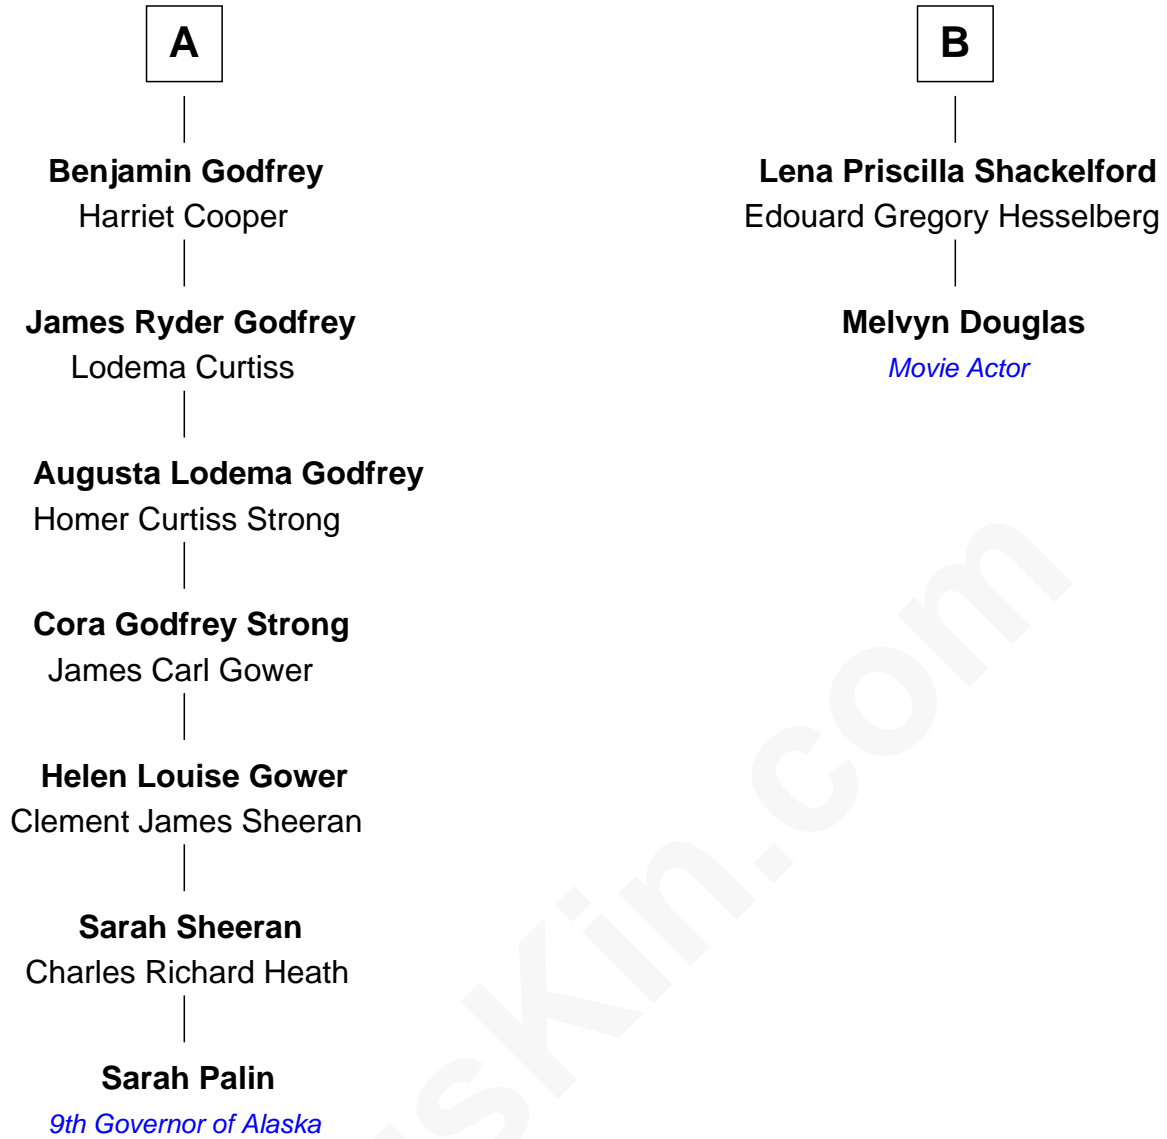 A
Benjamin Godfrey
Harriet Cooper
James Ryder Godfrey
Lodema Curtiss
Augusta Lodema Godfrey
Homer Curtiss Strong
Cora Godfrey Strong
James Carl Gower
Helen Louise Gower
Clement James Sheeran
Sarah Sheeran
Charles Richard Heath
Sarah Palin
9th Governor of Alaska
B
Lena Priscilla Shackelford
Edouard Gregory Hesselberg
Melvyn Douglas
Movie Actor
sKin.com